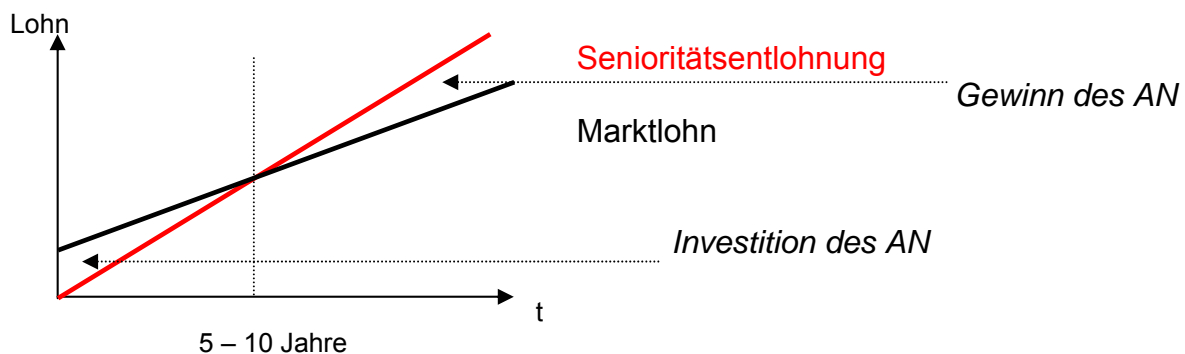 Lohn
Senioritätsentlohnung
Gewinn des AN
Marktlohn
Investition des AN
t
5 – 10 Jahre